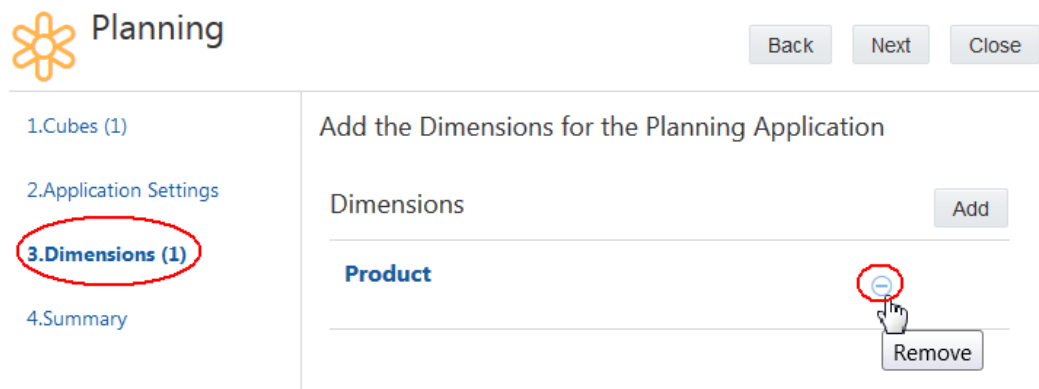 Planning
Back
Next
Close
1.Cubes (1)
Add the Dimensions for the Planning Application
2.Application Settings
Dimensions
Add
3.Dimensions (1)
Product
4.Summary
Remove